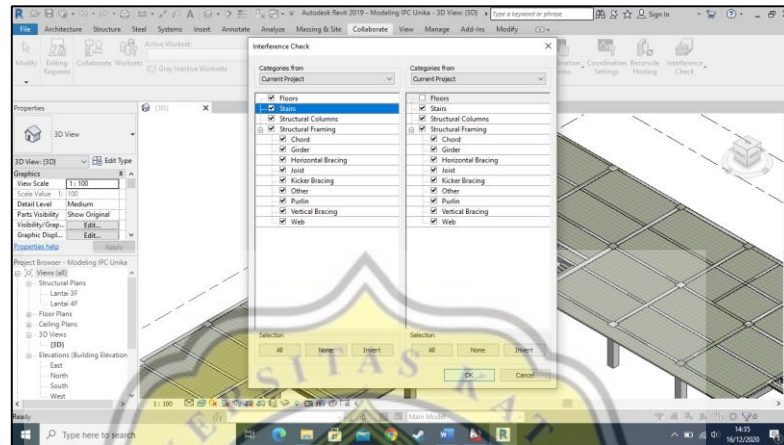 Autodesk Revit 2019 - Modeling IPC Unika - 3D View: {3D}
Type a keyword or phrase
Sign In
File Architecture Structure Steel Systems Insert Annotate Analyze Massing & Site Collaborate View Manage Add-Ins Modify
Modify
Editing Requests
Collaborate
Worksets
Active Workset:
Gray Inactive Worksets
Coordination Settings
Reconcile Hosting
Interference Check
Properties
{3D}
3D View
3D View: {3D}
Edit Type
Graphics
View Scale 1 : 100
Scale Value 1: 100
Detail Level Medium
Parts Visibility Show Original
Visibility/Grap... Edit...
Graphic Displ... Edit...
Properties help
Apply
Project Browser - Modeling IPC Unika
Views (all)
Structural Plans
Lantai 3F
Lantai 4F
Floor Plans
Ceiling Plans
3D Views
{3D}
Elevations (Building Elevation
East
North
South
West
Interference Check
Categories from
Current Project
Floors
Stairs
Structural Columns
Structural Framing
Chord
Girder
Horizontal Bracing
Joist
Kicker Bracing
Other
Purlin
Vertical Bracing
Web
Selection
All None Invert
Categories from
Current Project
Floors
Stairs
Structural Columns
Structural Framing
Chord
Girder
Horizontal Bracing
Joist
Kicker Bracing
Other
Purlin
Vertical Bracing
Web
Selection
All None Invert
OK Cancel
1 : 100
Ready
Main Model
Type here to search
14:35
16/12/2020